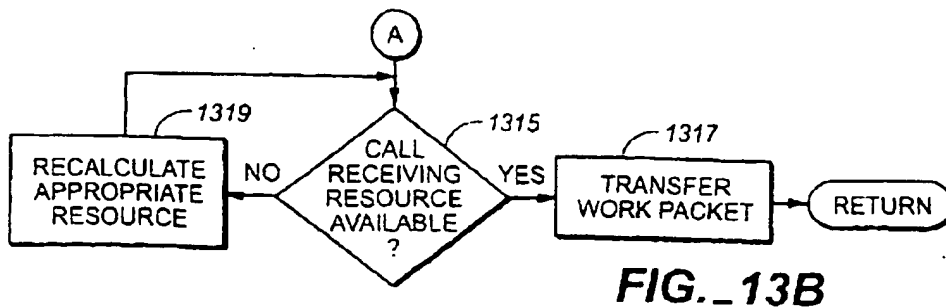 A
1319
1315
1317
RECALCULATE
APPROPRIATE
RESOURCE
NO
CALL
RECEIVING
RESOURCE
AVAILABLE
?
YES
TRANSFER
WORK PACKET
RETURN
FIG._13B